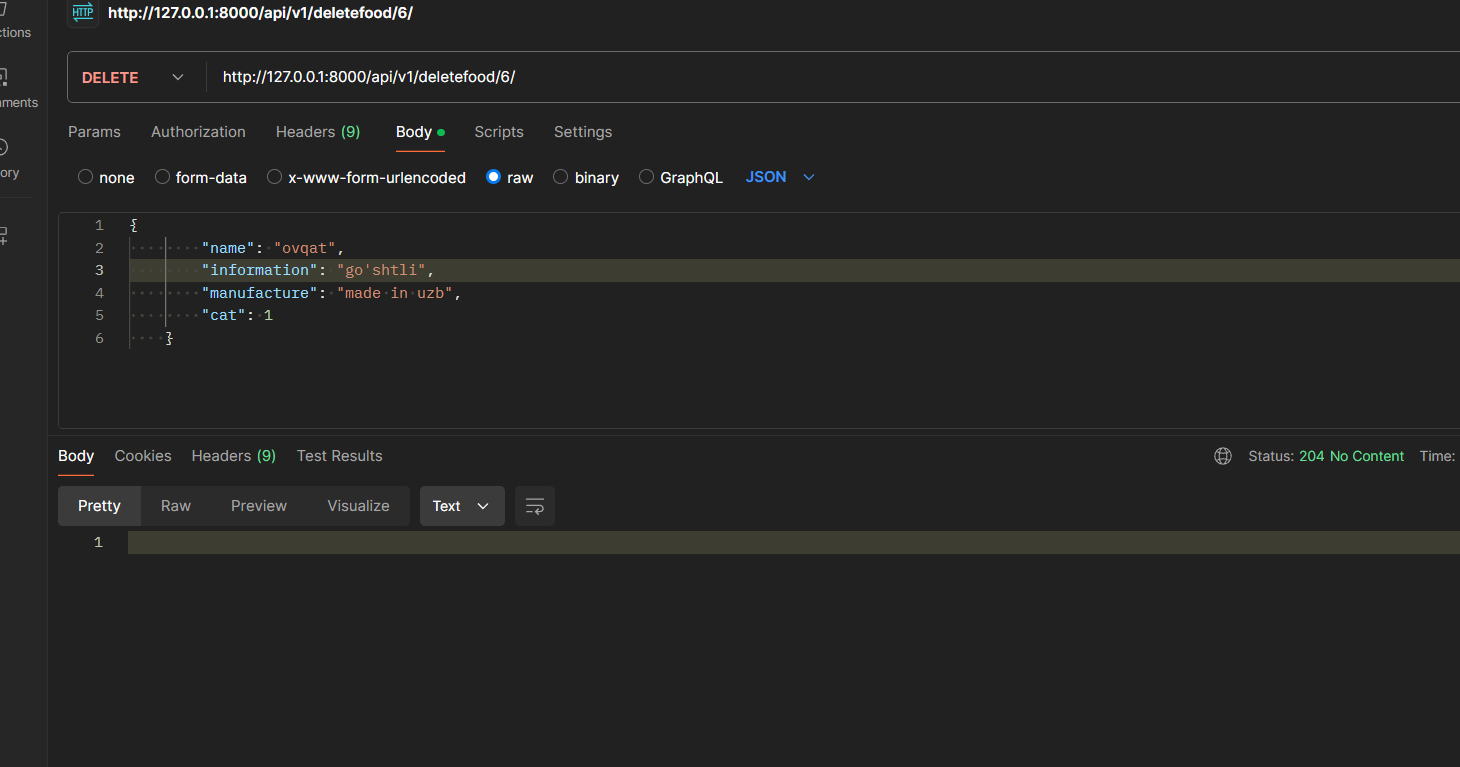 HTTP http://127.0.0.1:8000/api/v1/deletefood/6/
ctions
DELETE http://127.0.0.1:8000/api/v1/deletefood/6/
nments
Params Authorization Headers (9) Body Scripts Settings
ory
none form-data x-www-form-urlencoded raw binary GraphQL JSON
1 {
2 "name": "ovqat",
3 "information": "go'shtli",
4 "manufacture": "made in uzb",
5 "cat": 1
6 }
Body Cookies Headers (9) Test Results Status: 204 No Content Time:
Pretty Raw Preview Visualize Text
1